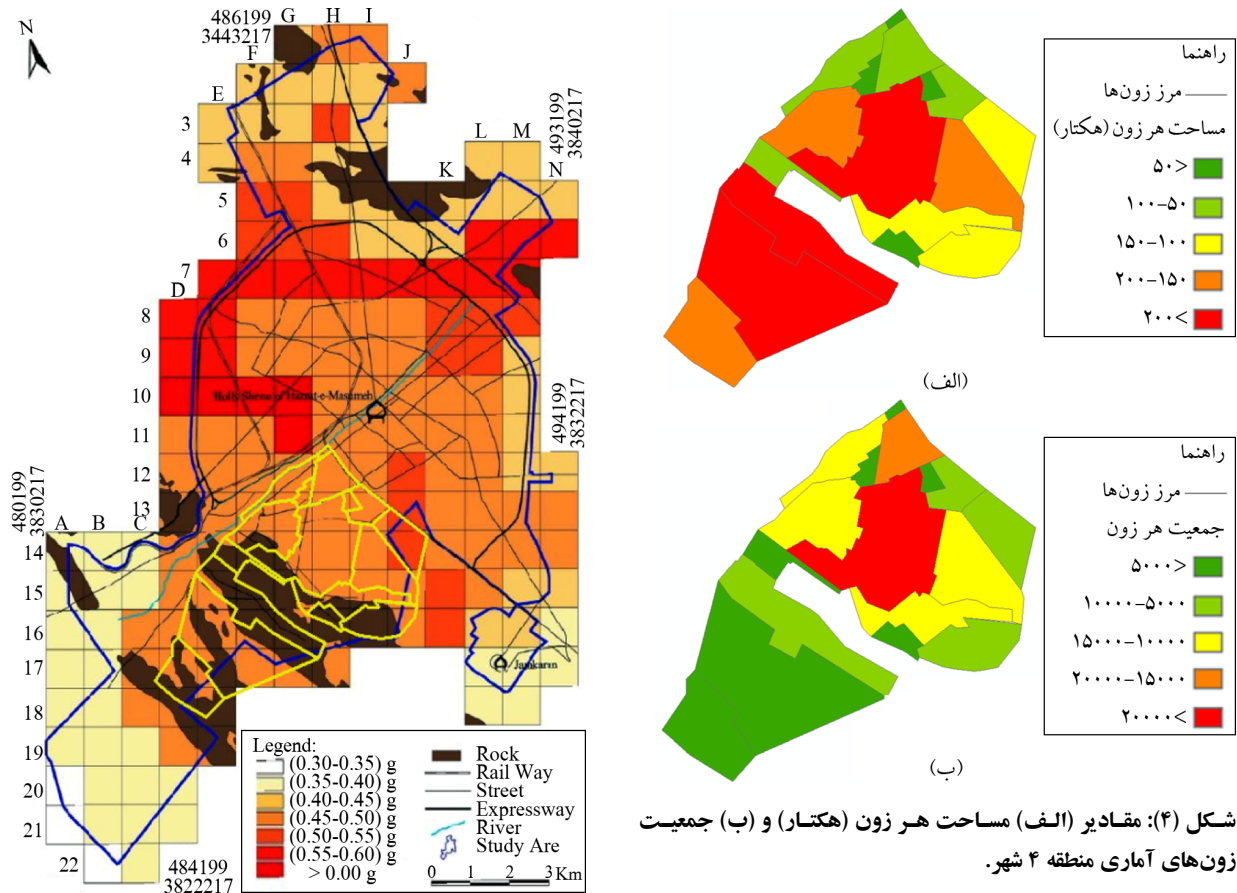 N
486199
3443217
G
H
I
F
J
E
3
4
L
M
493199
3840217
K
N
5
6
7
D
8
9
10
11
12
13
494199
3832217
480199
3830217
A
B
C
14
15
16
17
18
19
20
21
22
Jamkaran
484199
3822217
Legend:
(0.30-0.35) g
(0.35-0.40) g
(0.40-0.45) g
(0.45-0.50) g
(0.50-0.55) g
(0.55-0.60) g
> 0.00 g
Rock
Rail Way
Street
Expressway
River
Study Are
0 1 2 3 Km
راهنما
مرز زون‌ها
مساحت هر زون (هکتار)
۵۰>
۱۰۰-۵۰
۱۵۰-۱۰۰
۲۰۰-۱۵۰
۲۰۰<
(الف)
راهنما
مرز زون‌ها
جمعیت هر زون
۵۰۰۰>
۱۰۰۰۰-۵۰۰۰
۱۵۰۰۰-۱۰۰۰۰
۲۰۰۰۰-۱۵۰۰۰
۲۰۰۰۰<
(ب)
شکل (۴): مقادیر (الف) مساحت هر زون (هکتار) و (ب) جمعیت
زون‌های آماری منطقه ۴ شهر.